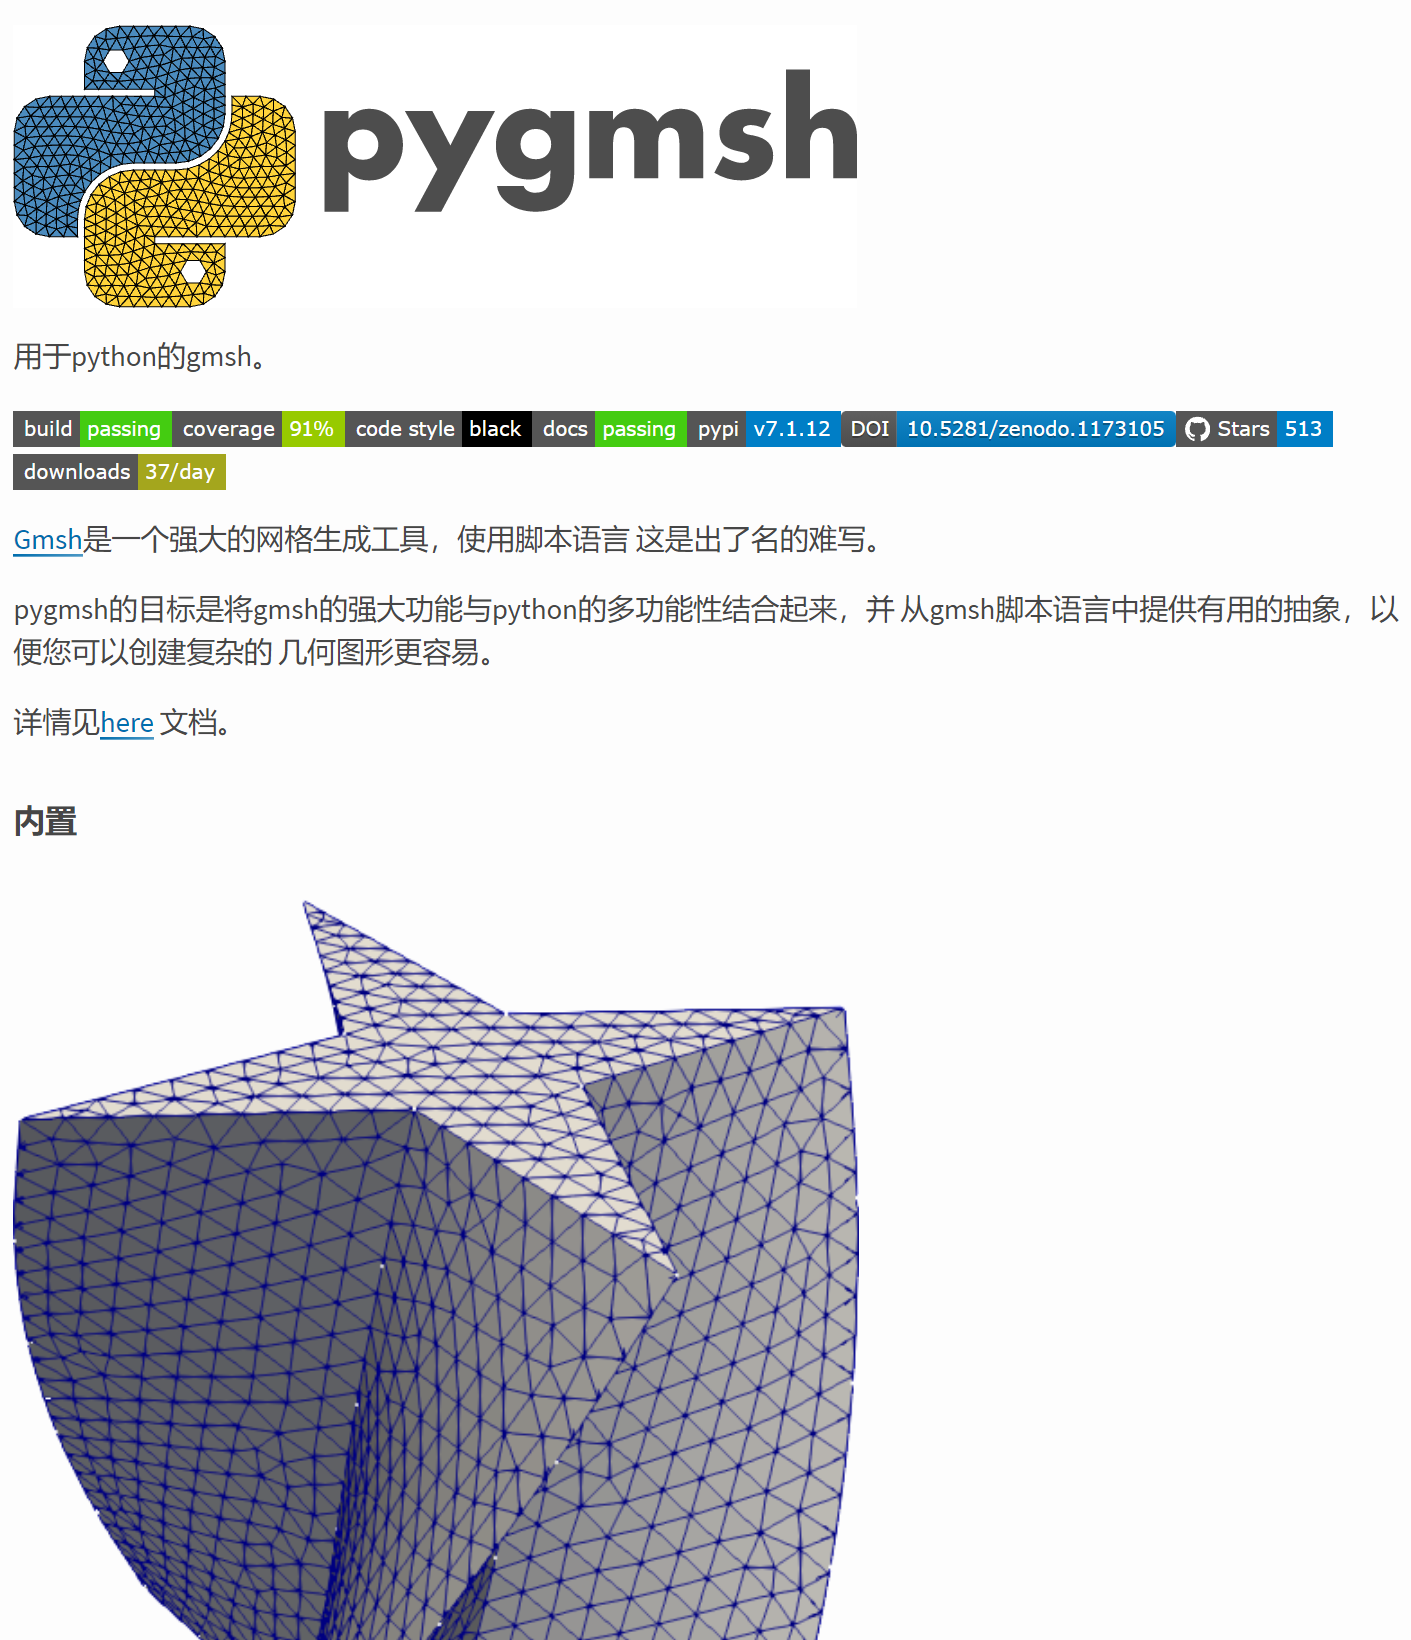 pygmsh
用于python的gmsh。
build passing coverage 91% code style black docs passing pypi v7.1.12 DOI 10.5281/zenodo.1173105 Stars 513
downloads 37/day
Gmsh是一个强大的网格生成工具，使用脚本语言 这是出了名的难写。
pygmsh的目标是将gmsh的强大功能与python的多功能性结合起来，并 从gmsh脚本语言中提供有用的抽象，以
便您可以创建复杂的 几何图形更容易。
详情见here 文档。
内置